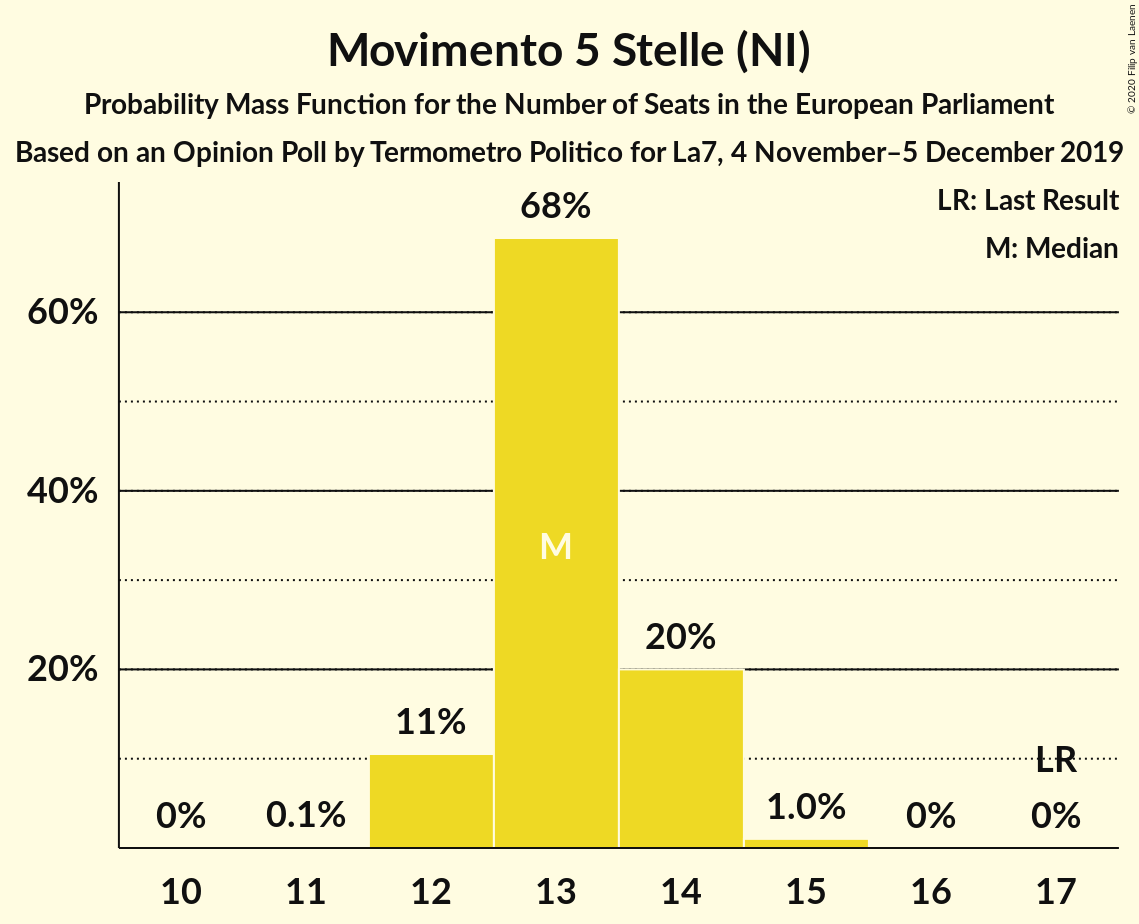 Movimento 5 Stelle (NI)
Probability Mass Function for the Number of Seats in the European Parliament
Based on an Opinion Poll by Termometro Politico for La7, 4 November–5 December 2019
© 2020 Filip van Laenen
LR: Last Result
M: Median
68%
60%
40%
M
20%
20%
11%
LR
0%
0.1%
1.0%
0%
0%
10
11
12
13
14
15
16
17